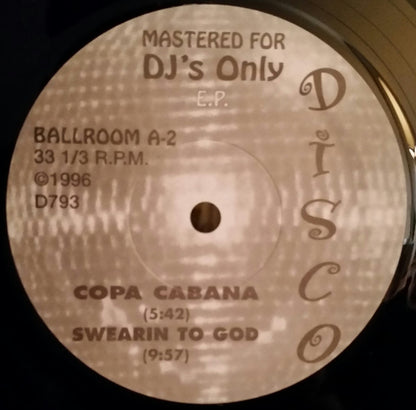 MASTERED FOR
DJ's Only
E.P.
DISCO
BALLROOM A-2
33 1/3 R.P.M.
©1996
D793
COPA CABANA
(5:42)
SWEARIN TO GOD
(9:57)